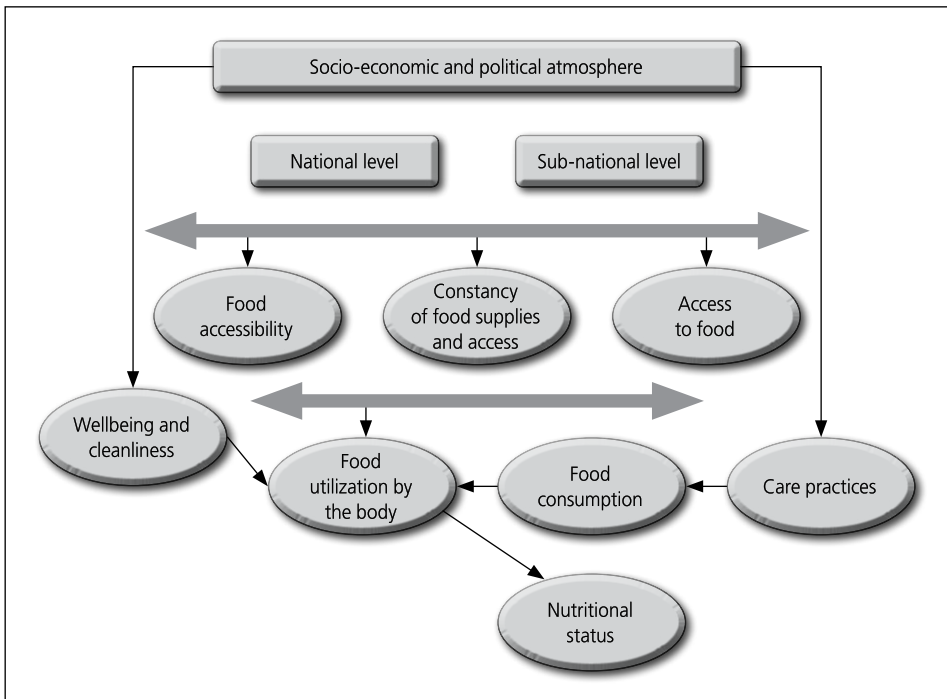 Socio-economic and political atmosphere
National level
Sub-national level
Food
accessibility
Constancy
of food supplies
and access
Access
to food
Wellbeing and
cleanliness
Food
utilization by
the body
Food
consumption
Care practices
Nutritional
status